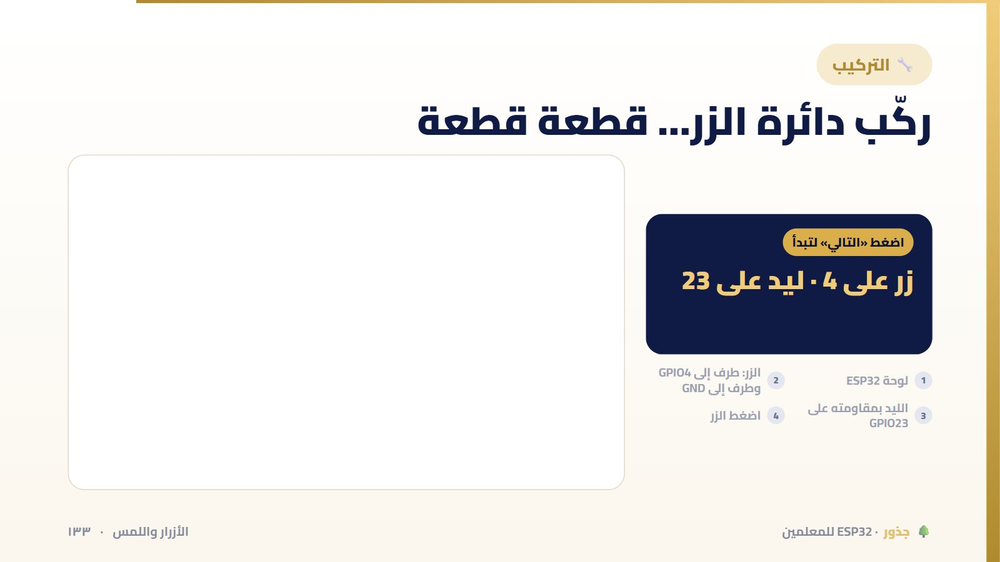 🔧 التركيب
ركّب دائرة الزر... قطعة قطعة
اضغط «التالي» لتبدأ
زر على 4 · ليد على 23
1 لوحة ESP32
2 الزر: طرف إلى GPIO4
وطرف إلى GND
3 الليد بمقاومته على
GPIO23
4 اضغط الزر
🌳 جذور · ESP32 للمعلمين
الأزرار واللمس · ١٣٣